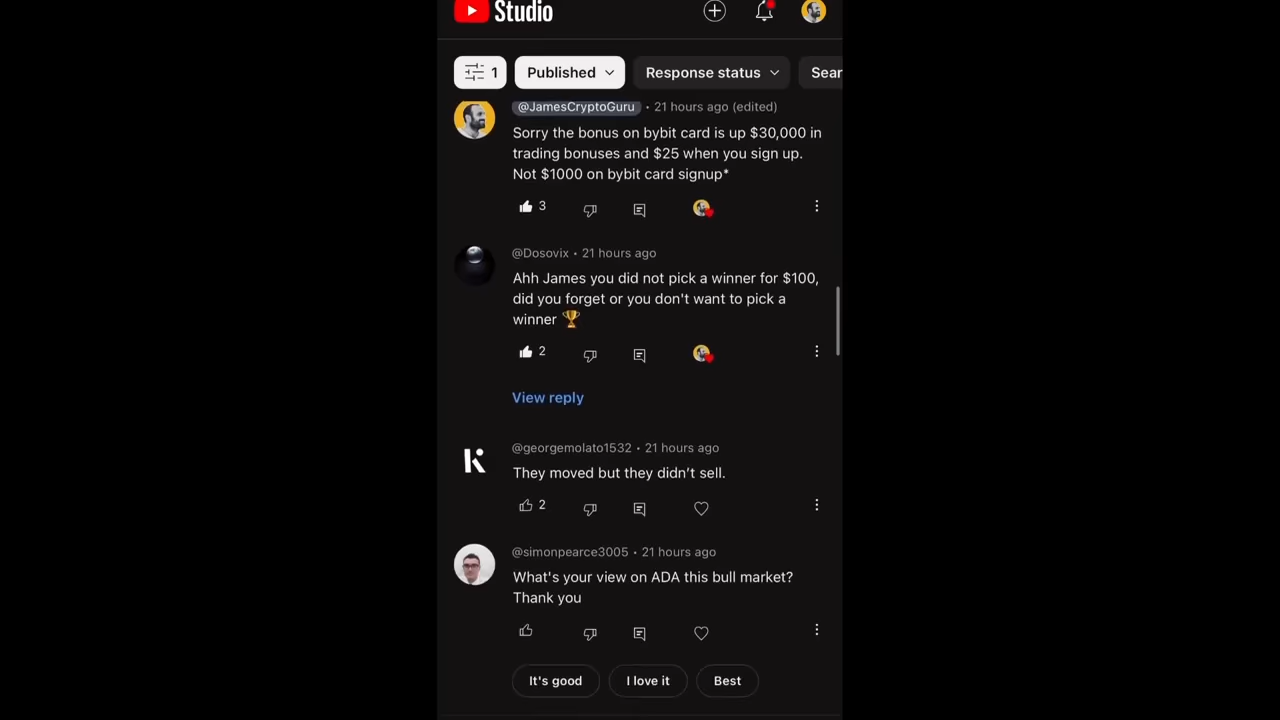 Studio
1
Published
Response status
Sear
@JamesCryptoGuru • 21 hours ago (edited)
Sorry the bonus on bybit card is up $30,000 in
trading bonuses and $25 when you sign up.
Not $1000 on bybit card signup*
3
@Dosovix • 21 hours ago
Ahh James you did not pick a winner for $100,
did you forget or you don't want to pick a
winner 🏆
2
View reply
@georgemolato1532 • 21 hours ago
They moved but they didn't sell.
2
@simonpearce3005 • 21 hours ago
What's your view on ADA this bull market?
Thank you
It's good
I love it
Best